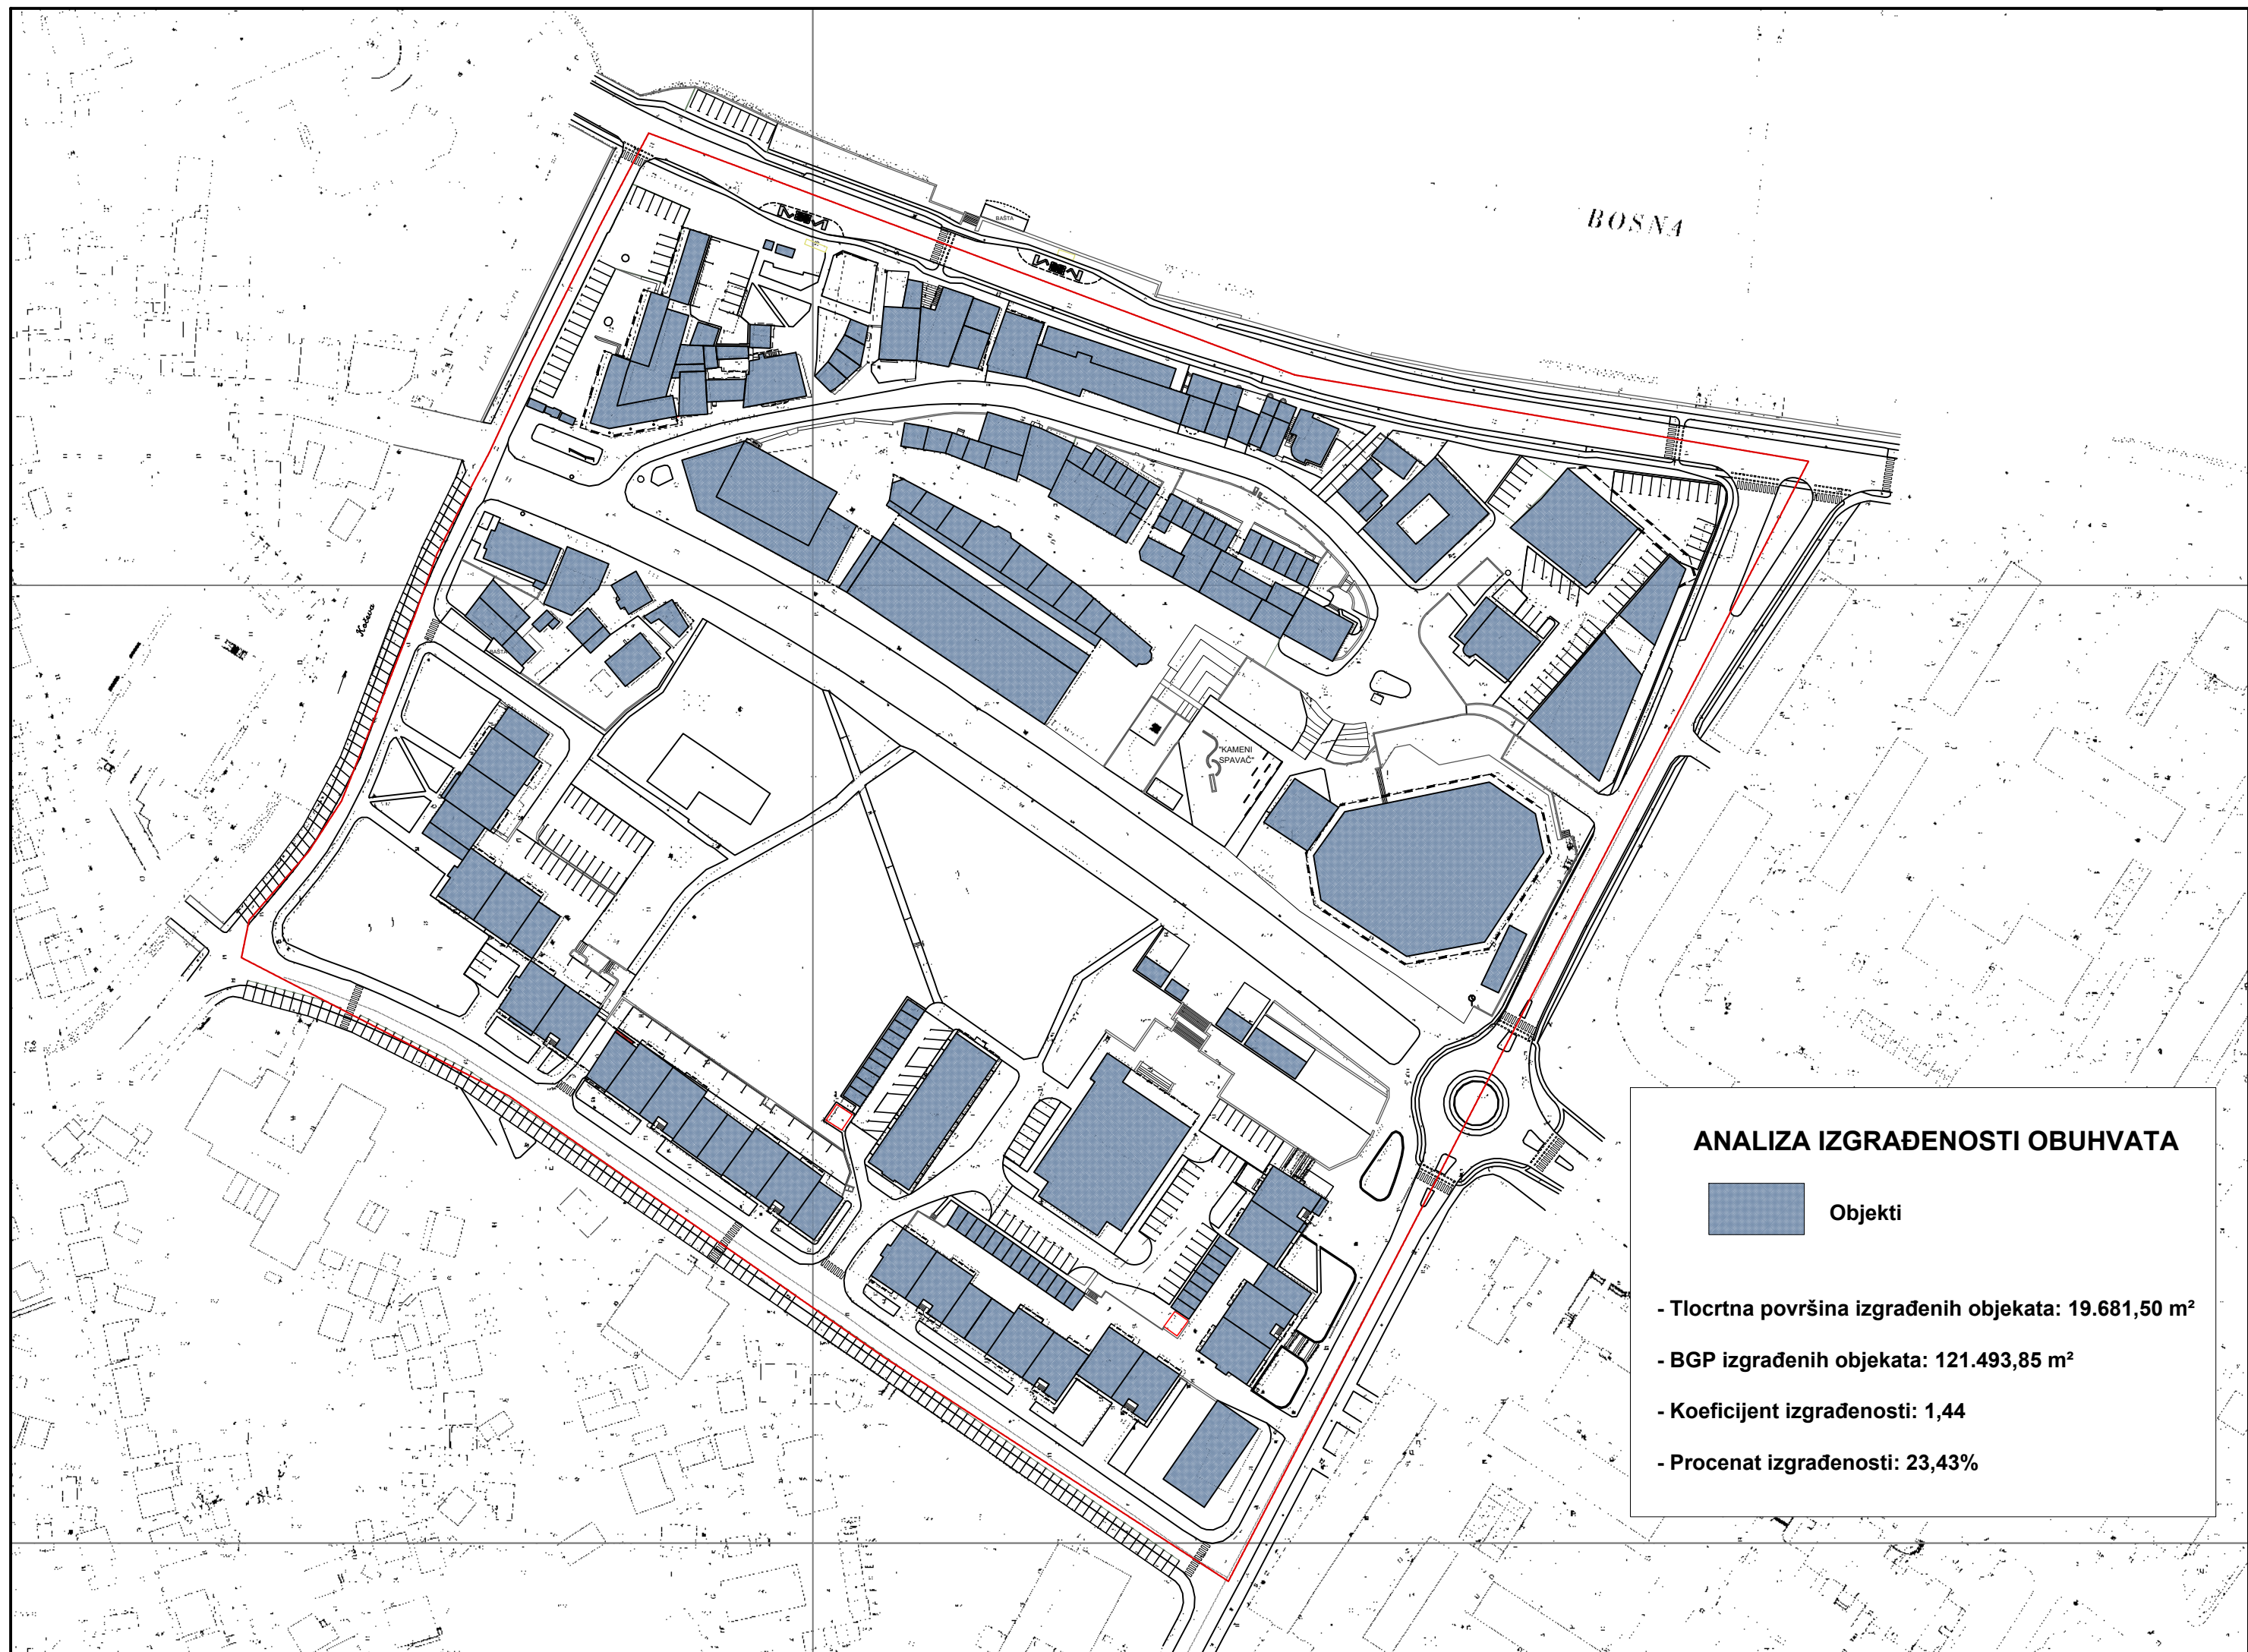 BOSNA
BAŠTA
Koševa
BAŠTA
"KAMENI
SPAVAČ"
ANALIZA IZGRAĐENOSTI OBUHVATA
Objekti
- Tlocrtna površina izgrađenih objekata: 19.681,50 m²
- BGP izgrađenih objekata: 121.493,85 m²
- Koeficijent izgrađenosti: 1,44
- Procenat izgrađenosti: 23,43%